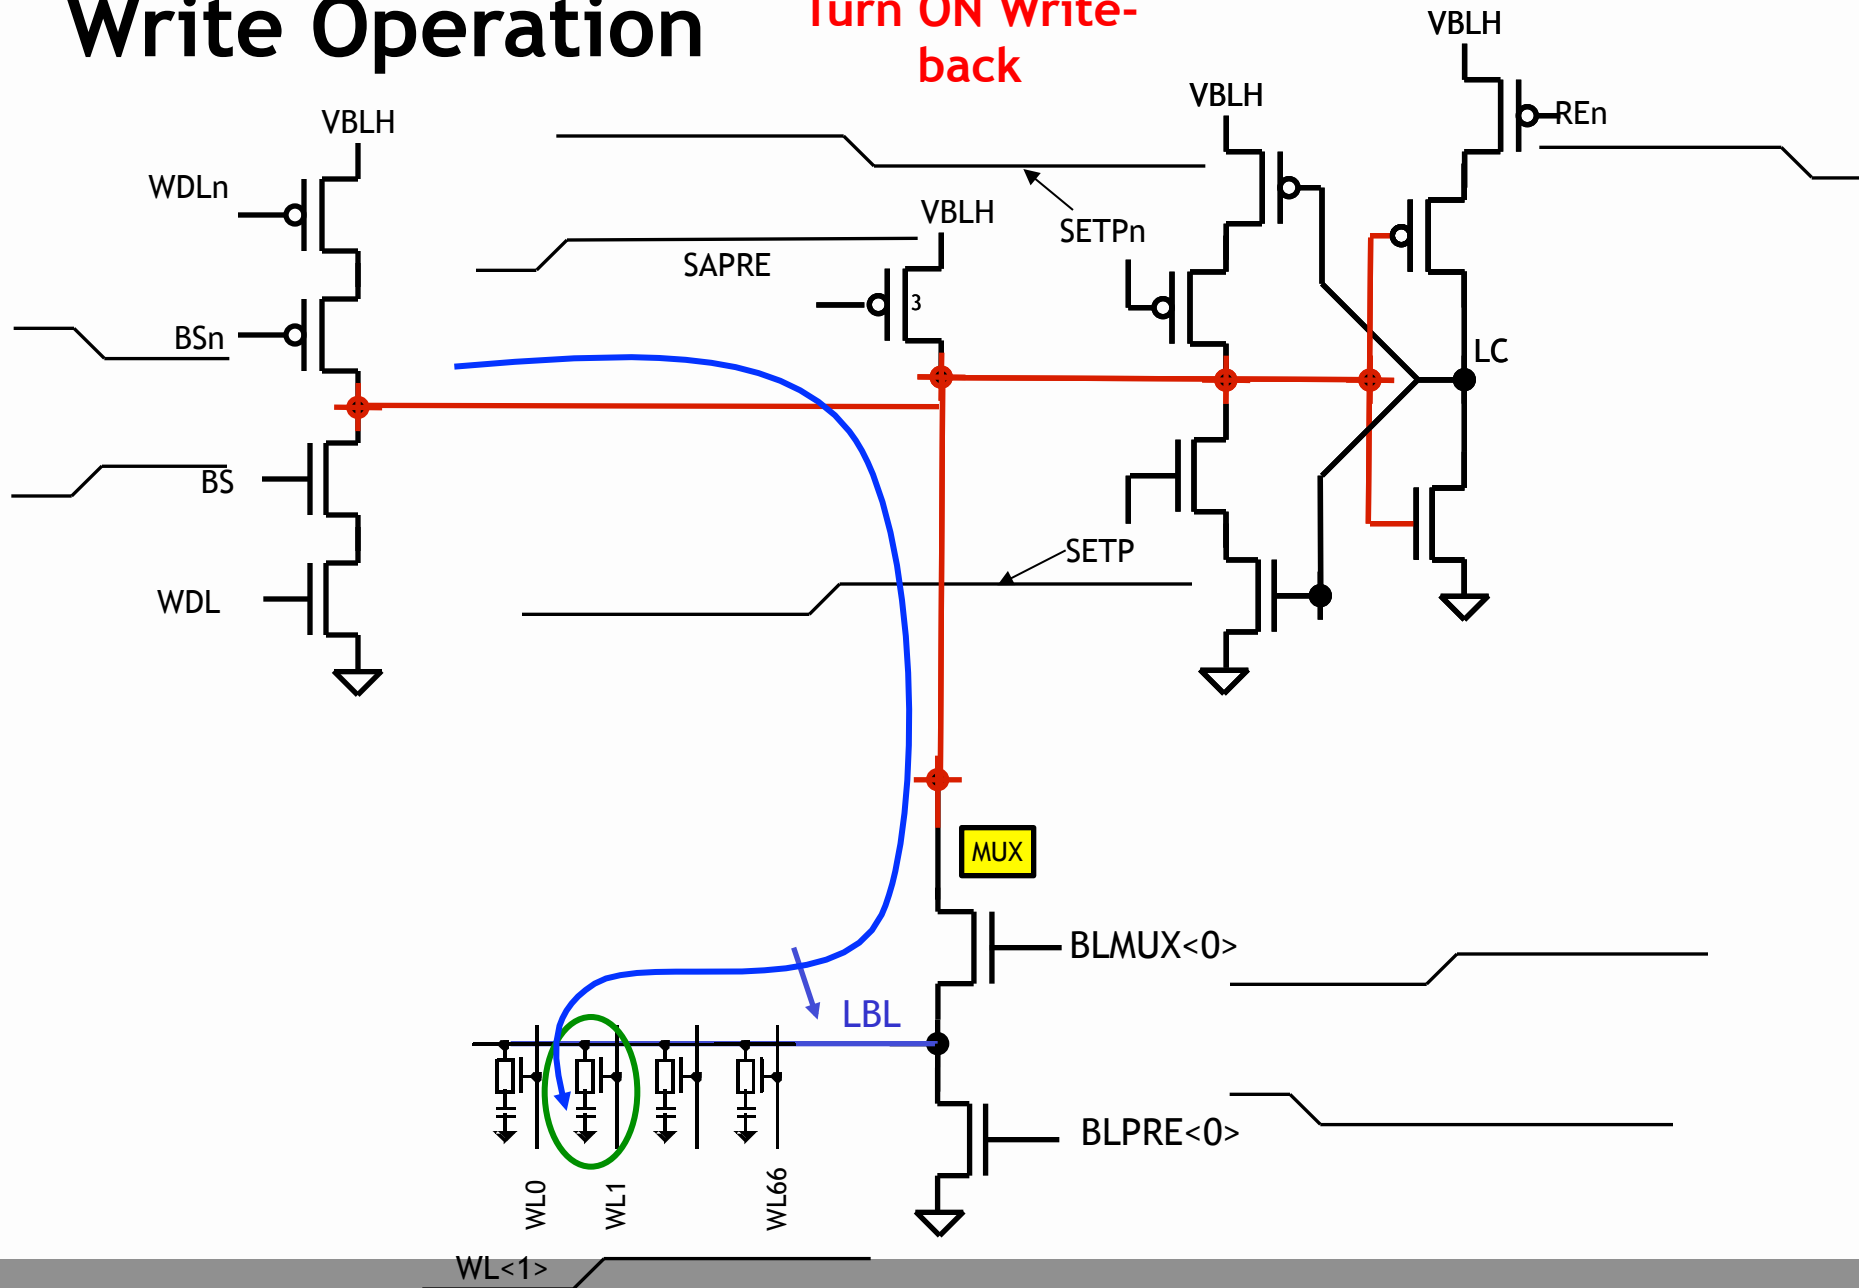 Write Operation
Turn ON Write-
back
VBLH
VBLH
VBLH
REn
WDLn
VBLH
SETPn
SAPRE
3
BSn
LC
BS
SETP
WDL
MUX
BLMUX<0>
LBL
BLPRE<0>
WL0
WL1
WL66
WL<1>